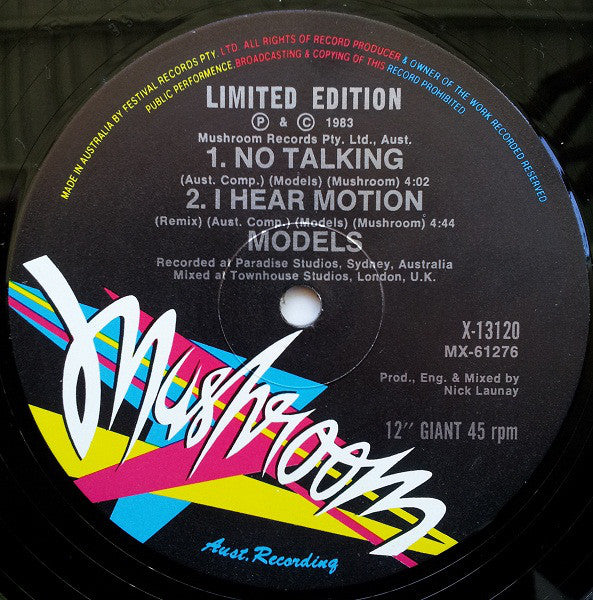 MADE IN AUSTRALIA BY FESTIVAL RECORDS PTY. LTD. ALL RIGHTS OF RECORD PRODUCER & OWNER OF THE WORK RECORDED RESERVED
PUBLIC PERFORMENCE, BROADCASTING & COPYING OF THIS RECORD PROHIBITED
LIMITED EDITION
Ⓟ & © 1983
Mushroom Records Pty. Ltd., Aust.
1. NO TALKING
(Aust. Comp.) (Models) (Mushroom) 4:02
2. I HEAR MOTION
(Remix) (Aust. Comp.) (Models) (Mushroom) 4:44
MODELS
Recorded at Paradise Studios, Sydney, Australia
Mixed at Townhouse Studios, London, U.K.
X-13120
MX-61276
Prod., Eng. & Mixed by
Nick Launay
12" GIANT 45 rpm
Mushroom
Aust. Recording